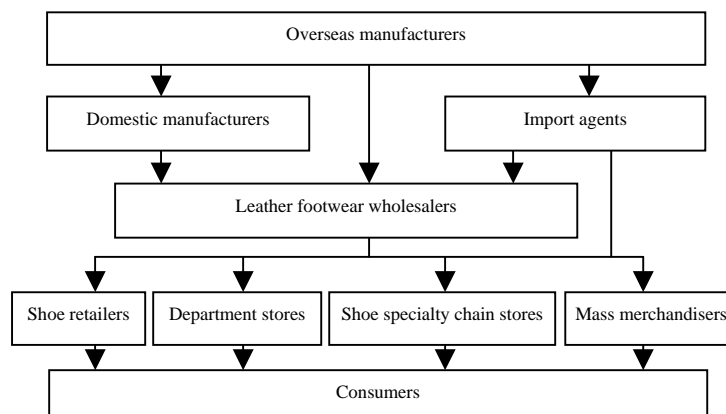 Overseas manufacturers
Domestic manufacturers
Import agents
Leather footwear wholesalers
Shoe retailers
Department stores
Shoe specialty chain stores
Mass merchandisers
Consumers